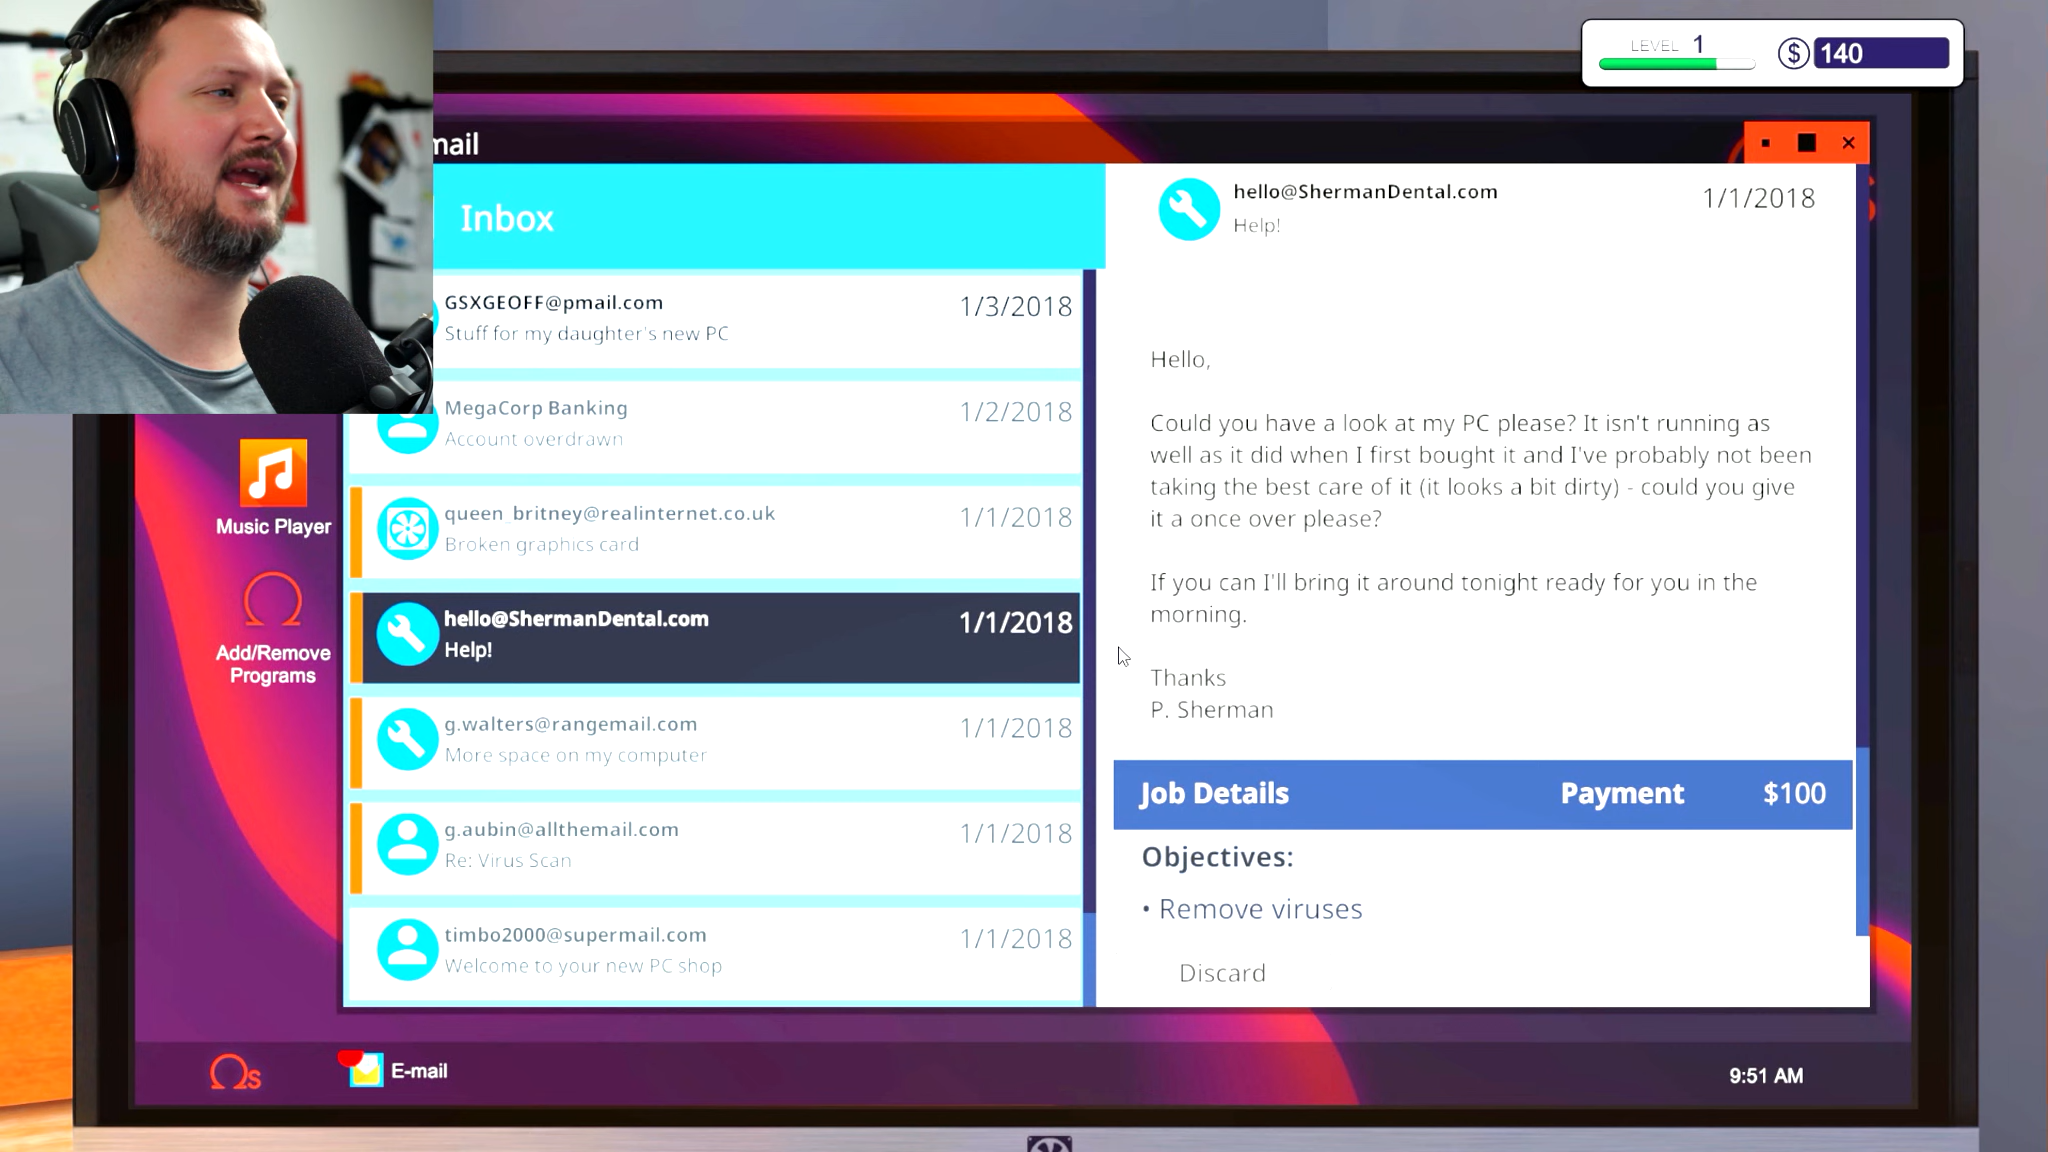 LEVEL 1
$ 140
mail
Inbox
GSXGEOFF@pmail.com
1/3/2018
Stuff for my daughter's new PC
MegaCorp Banking
1/2/2018
Account overdrawn
queen_britney@realinternet.co.uk
1/1/2018
Broken graphics card
hello@ShermanDental.com
1/1/2018
Help!
g.walters@rangemail.com
1/1/2018
More space on my computer
g.aubin@allthemail.com
1/1/2018
Re: Virus Scan
timbo2000@supermail.com
1/1/2018
Welcome to your new PC shop
hello@ShermanDental.com
1/1/2018
Help!
Hello,
Could you have a look at my PC please? It isn't running as
well as it did when I first bought it and I've probably not been
taking the best care of it (it looks a bit dirty) - could you give
it a once over please?
If you can I'll bring it around tonight ready for you in the
morning.
Thanks
P. Sherman
Job Details
Payment $100
Objectives:
• Remove viruses
Discard
Music Player
Add/Remove
Programs
Ωs
E-mail
9:51 AM